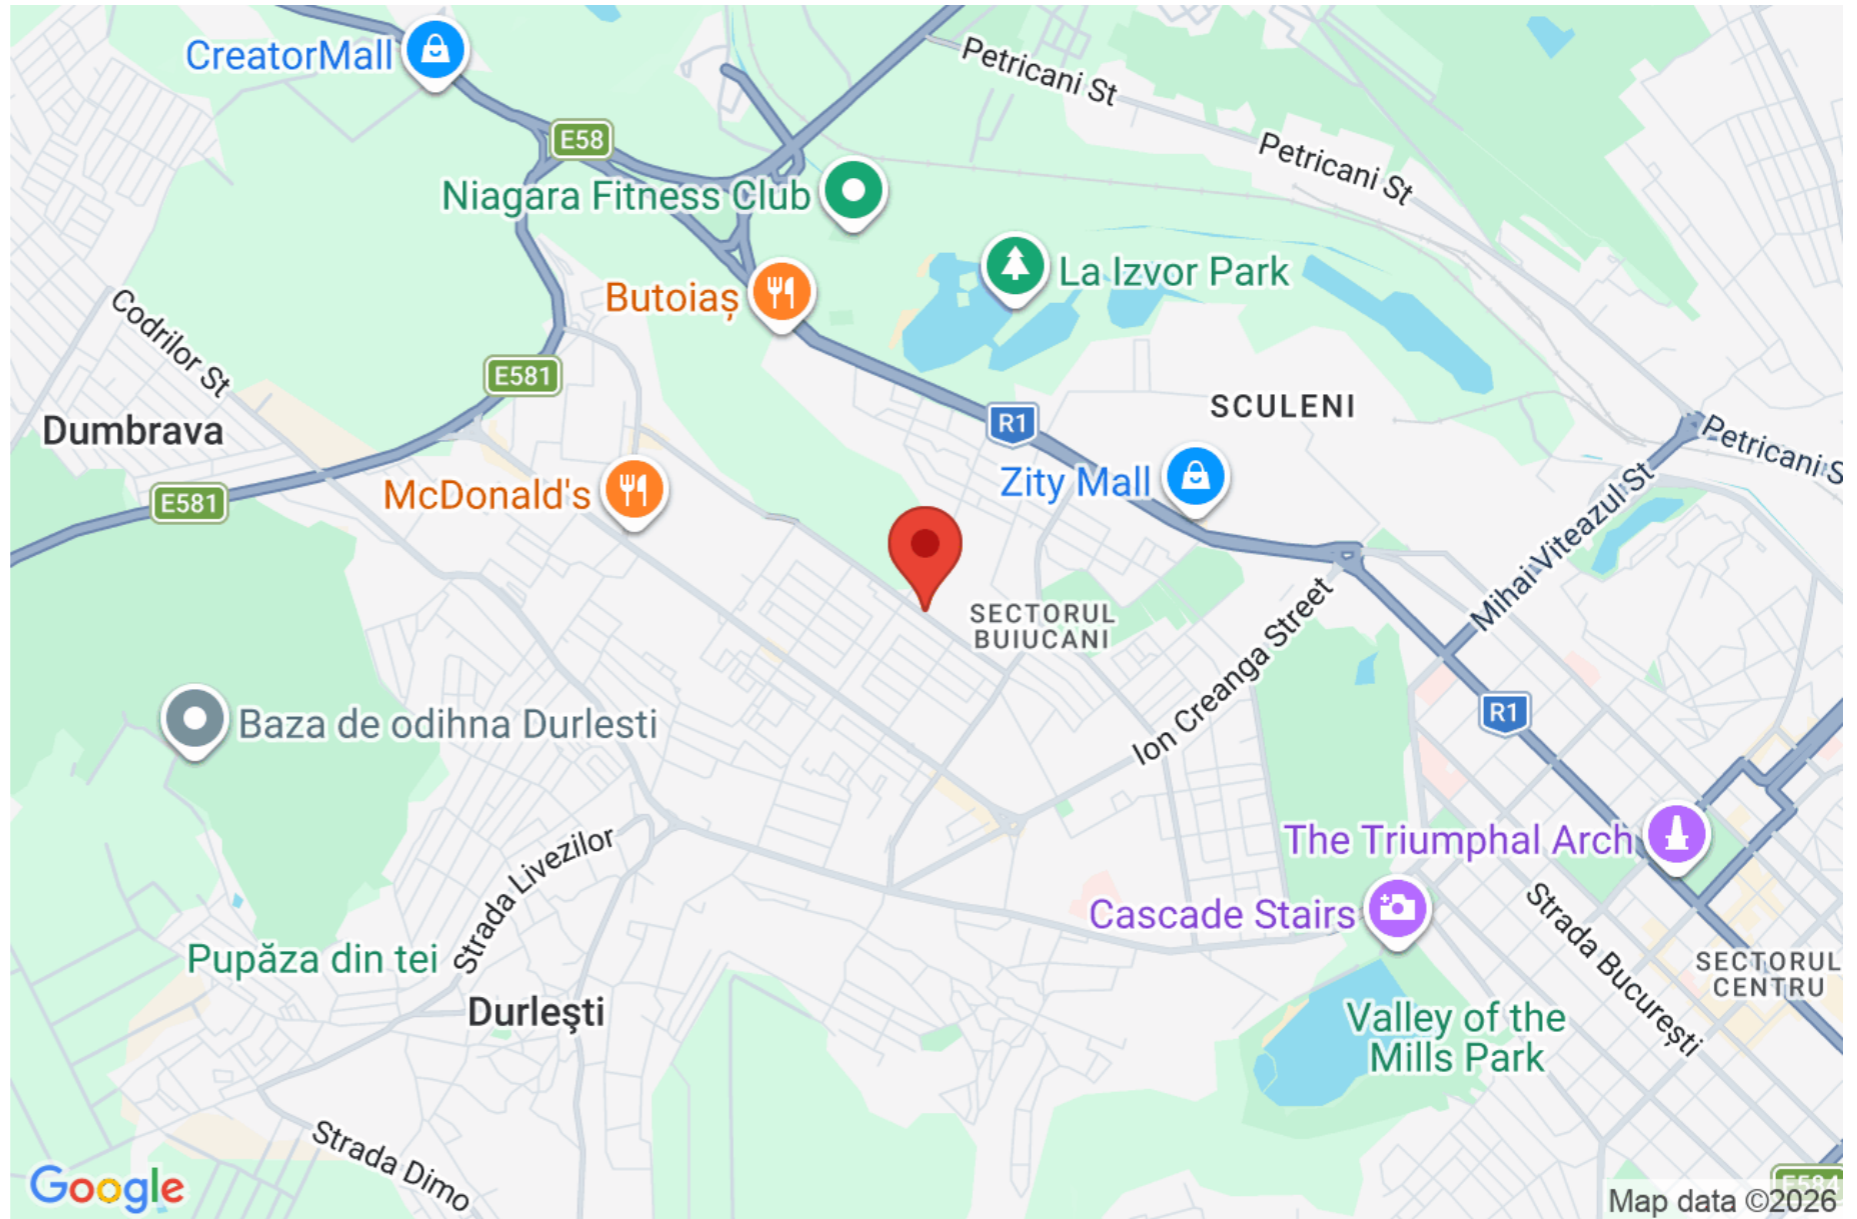 CreatorMall
Petricani St
E58
Petricani St
Niagara Fitness Club
La Izvor Park
Butoiaș
Codrilor St
E581
SCULENI
R1
Dumbrava
Petricani S
Zity Mall
McDonald's
E581
Mihai Viteazul St
SECTORUL
BUIUCANI
Ion Creanga Street
Baza de odihna Durlesti
R1
The Triumphal Arch
Strada Livezilor
Cascade Stairs
Strada București
Pupăza din tei
SECTORUL
CENTRU
Durleşti
Valley of the
Mills Park
Strada Dimo
Google
E584
Map data ©2026